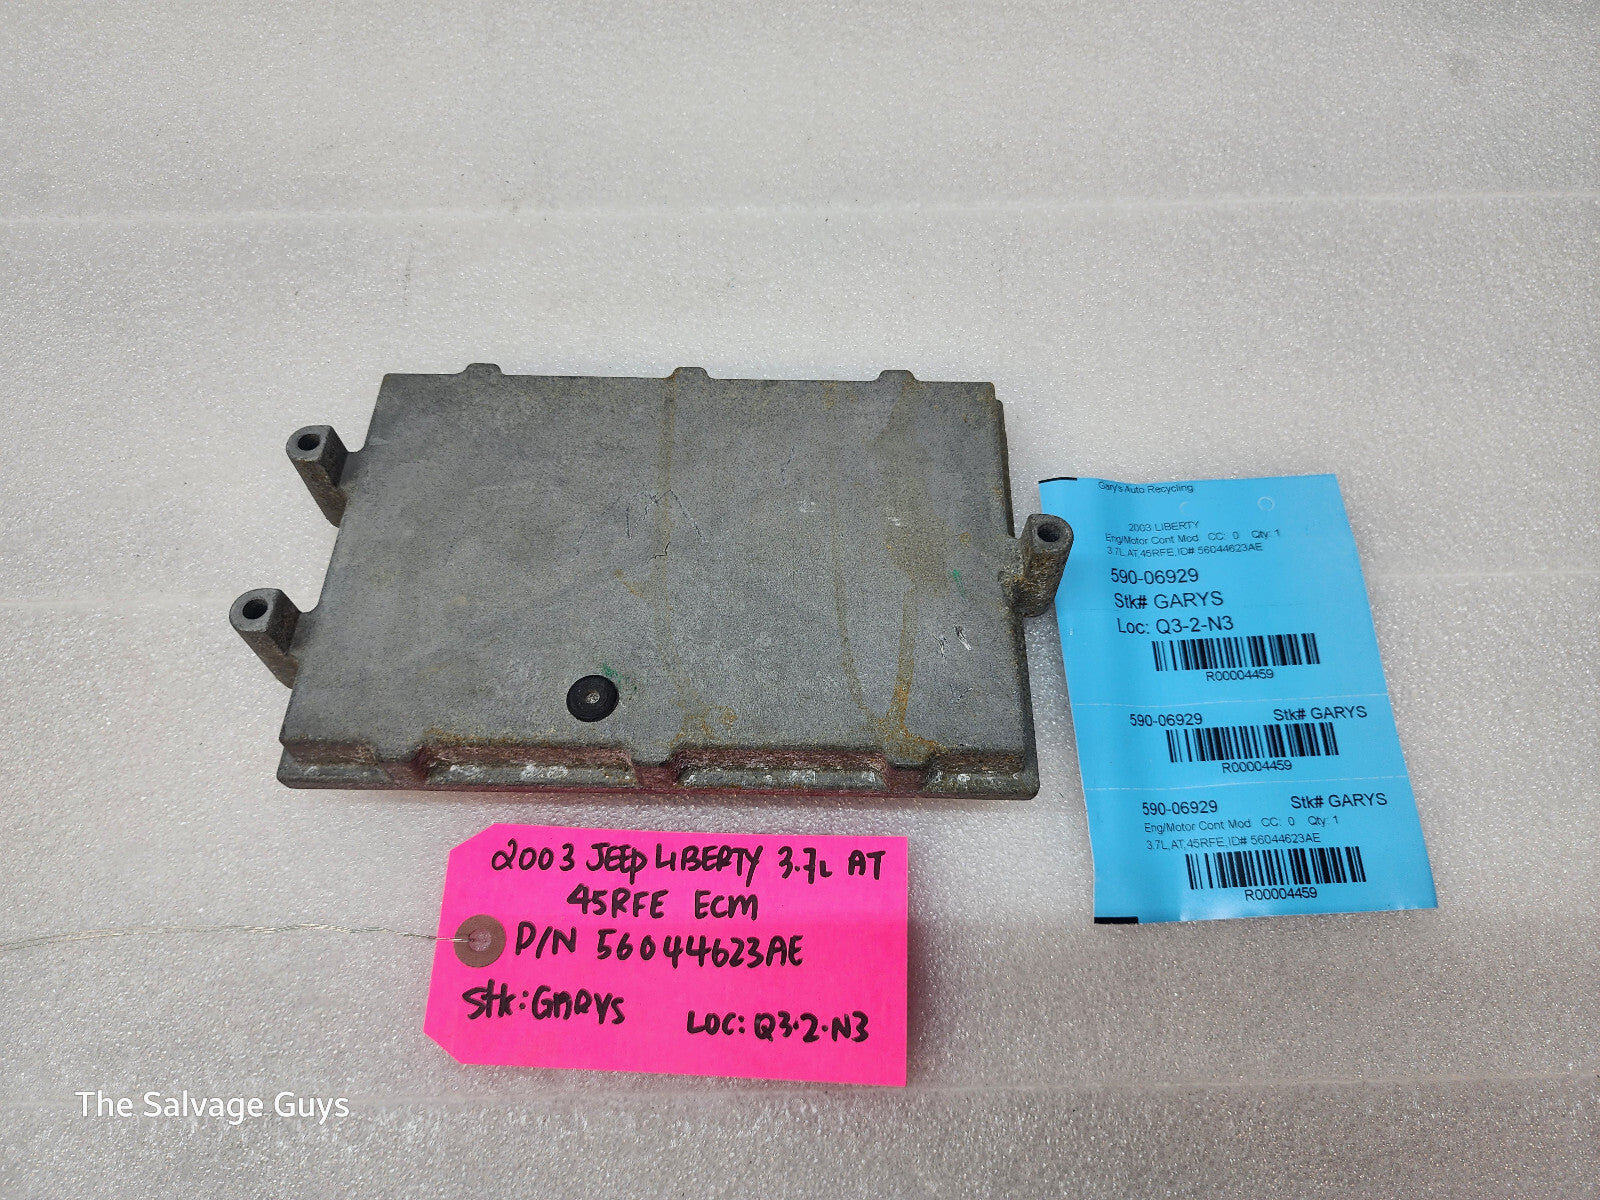 Gary's Auto Recycling
2003 LIBERTY
Eng/Motor Cont Mod CC: 0 Qty: 1
3.7L,AT,45RFE,ID# 56044623AE
590-06929
Stk# GARYS
Loc: Q3-2-N3
R00004459
590-06929 Stk# GARYS
R00004459
590-06929 Stk# GARYS
Eng/Motor Cont Mod CC: 0 Qty: 1
3.7L,AT,45RFE,ID# 56044623AE
R00004459
2003 JEEP LIBERTY 3.7L AT
45RFE ECM
P/N 56044623AE
Stk: GARYS
LOC: Q3-2-N3
The Salvage Guys